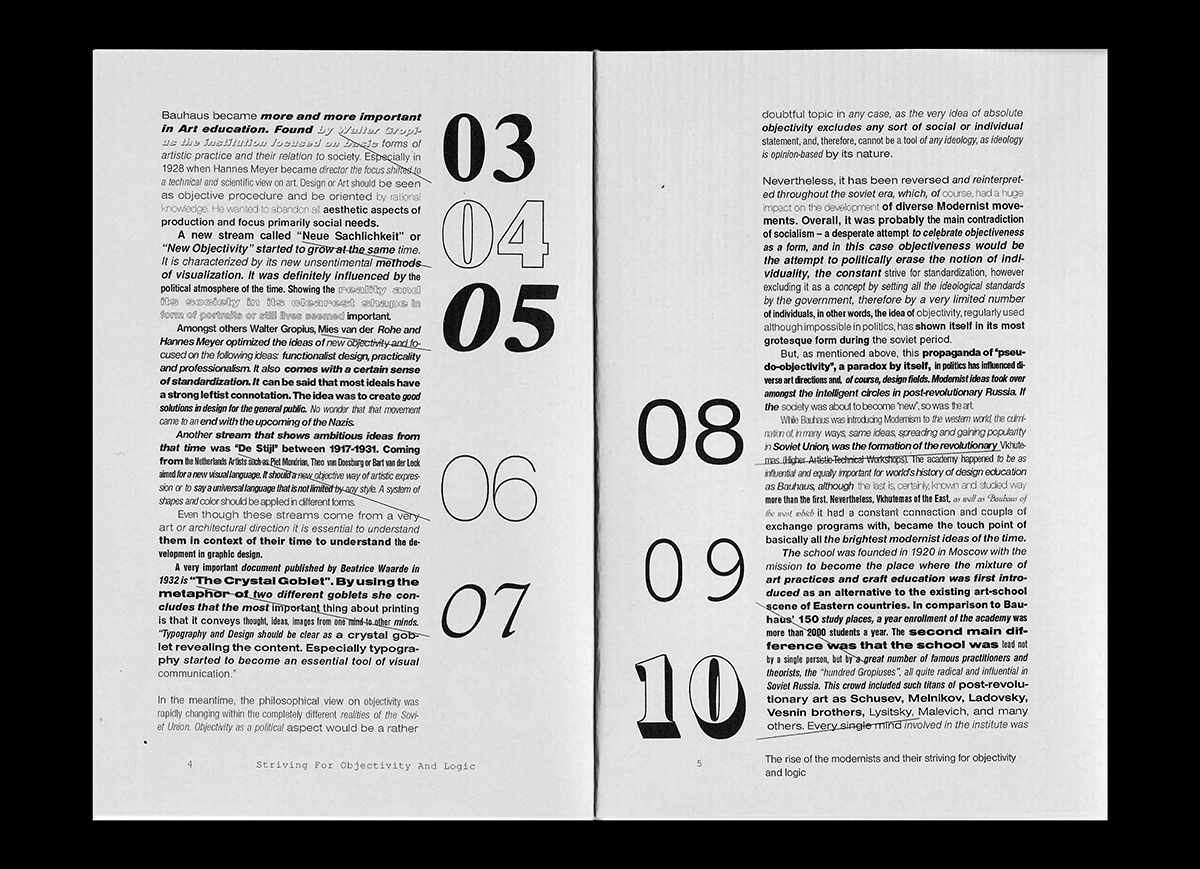 Bauhaus became more and more important
in Art education. Found by Walter Gropi-
us the institution focused on basic forms of
artistic practice and their relation to society. Especially in
1928 when Hannes Meyer became director the focus shifted to
a technical and scientific view on art. Design or Art should be seen
as objective procedure and be oriented by rational
knowledge. He wanted to abandon all aesthetic aspects of
production and focus primarily social needs.
A new stream called “Neue Sachlichkeit” or
“New Objectivity” started to grow at the same time.
It is characterized by its new unsentimental methods
of visualization. It was definitely influenced by the
political atmosphere of the time. Showing the reality and
its society in its clearest shape in
form of portraits or still lives seemed important.
Amongst others Walter Gropius, Mies van der Rohe and
Hannes Meyer optimized the ideas of new objectivity and fo-
cused on the following ideas: functionalist design, practicality
and professionalism. It also comes with a certain sense
of standardization. It can be said that most ideals have
a strong leftist connotation. The idea was to create good
solutions in design for the general public. No wonder that that movement
came to an end with the upcoming of the Nazis.
Another stream that shows ambitious ideas from
that time was “De Stijl” between 1917-1931. Coming
from the Netherlands Artists such as Piet Mondrian, Theo van Doesburg or Bart van der Leck
aimed for a new visual language. It should a new objective way of artistic expres-
sion or to say a universal language that is not limited by any style. A system of
shapes and color should be applied in different forms.
Even though these streams come from a very
art or architectural direction it is essential to understand
them in context of their time to understand the de-
velopment in graphic design.
A very important document published by Beatrice Waarde in
1932 is “The Crystal Goblet”. By using the
metaphor of two different goblets she con-
cludes that the most important thing about printing
is that it conveys thought, ideas, images from one mind to other minds.
“Typography and Design should be clear as a crystal gob-
let revealing the content. Especially typogra-
phy started to become an essential tool of visual
communication.”
In the meantime, the philosophical view on objectivity was
rapidly changing within the completely different realities of the Sovi-
et Union. Objectivity as a political aspect would be a rather
03
04
05
06
07
4
Striving For Objectivity And Logic
08
09
10
doubtful topic in any case, as the very idea of absolute
objectivity excludes any sort of social or individual
statement, and, therefore, cannot be a tool of any ideology, as ideology
is opinion-based by its nature.
Nevertheless, it has been reversed and reinterpret-
ed throughout the soviet era, which, of course, had a huge
impact on the development of diverse Modernist move-
ments. Overall, it was probably the main contradiction
of socialism – a desperate attempt to celebrate objectiveness
as a form, and in this case objectiveness would be
the attempt to politically erase the notion of indi-
viduality, the constant strive for standardization, however
excluding it as a concept by setting all the ideological standards
by the government, therefore by a very limited number
of individuals, in other words, the idea of objectivity, regularly used
although impossible in politics, has shown itself in its most
grotesque form during the soviet period.
But, as mentioned above, this propaganda of “pseu-
do-objectivity”, a paradox by itself, in politics has influenced di-
verse art directions and, of course, design fields. Modernist ideas took over
amongst the intelligent circles in post-revolutionary Russia. If
the society was about to become “new”, so was the art.
While Bauhaus was introducing Modernism to the western world, the culmi-
nation of, in many ways, same ideas, spreading and gaining popularity
in Soviet Union, was the formation of the revolutionary Vkhute-
mas (Higher Artistic-Technical Workshops). The academy happened to be as
influential and equally important for world's history of design education
as Bauhaus, although the last is, certainly, known and studied way
more than the first. Nevertheless, Vkhutemas of the East, as well as Bauhaus of
the west which it had a constant connection and couple of
exchange programs with, became the touch point of
basically all the brightest modernist ideas of the time.
The school was founded in 1920 in Moscow with the
mission to become the place where the mixture of
art practices and craft education was first intro-
duced as an alternative to the existing art-school
scene of Eastern countries. In comparison to Bau-
haus' 150 study places, a year enrollment of the academy was
more than 2000 students a year. The second main dif-
ference was that the school was lead not
by a single person, but by a great number of famous practitioners and
theorists, the “hundred Gropiuses”, all quite radical and influential in
Soviet Russia. This crowd included such titans of post-revolu-
tionary art as Schusev, Melnikov, Ladovsky,
Vesnin brothers, Lysitsky, Malevich, and many
others. Every single mind involved in the institute was
5
The rise of the modernists and their striving for objectivity
and logic